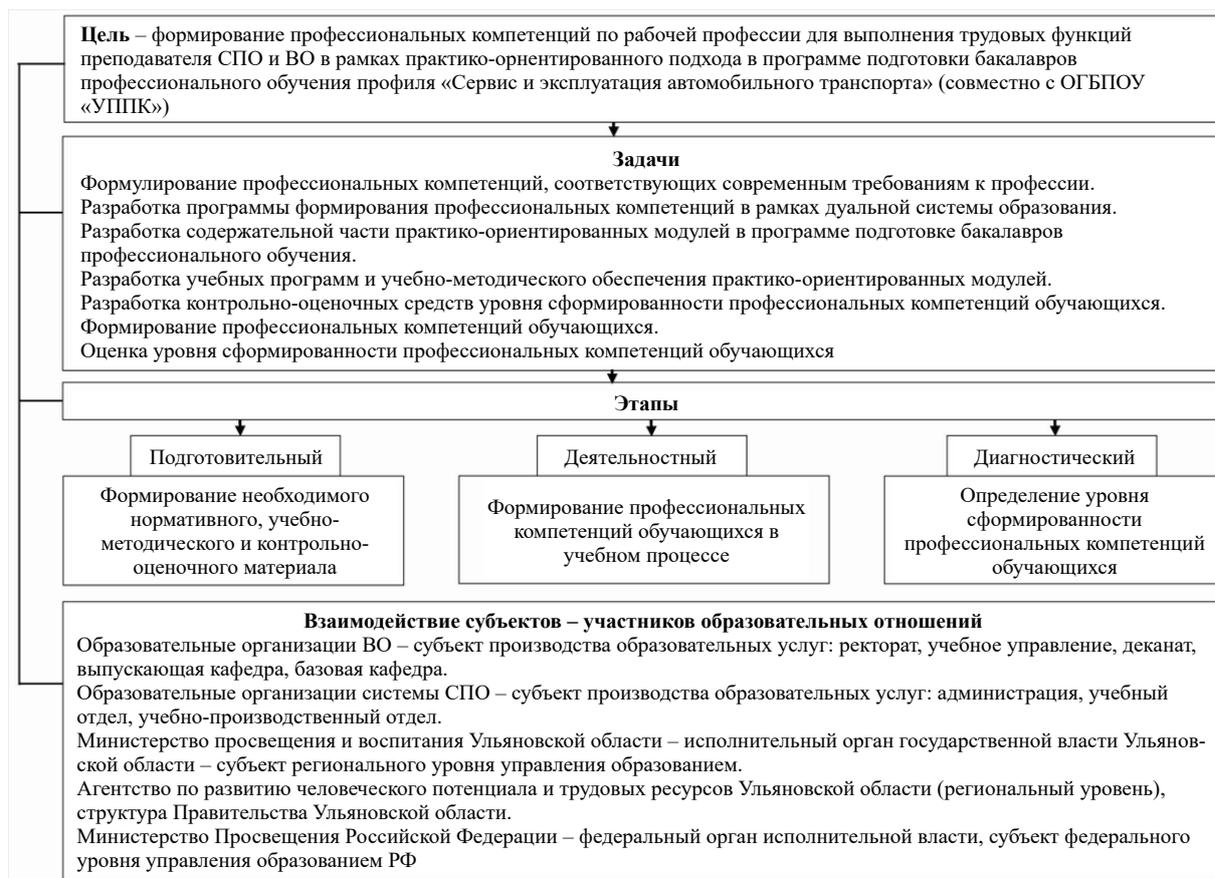 Цель – формирование профессиональных компетенций по рабочей профессии для выполнения трудовых функций
преподавателя СПО и ВО в рамках практико-орнентированного подхода в программе подготовки бакалавров
профессионального обучения профиля «Сервис и эксплуатация автомобильного транспорта» (совместно с ОГБПОУ
«УППК»)
Задачи
Формулирование профессиональных компетенций, соответствующих современным требованиям к профессии.
Разработка программы формирования профессиональных компетенций в рамках дуальной системы образования.
Разработка содержательной части практико-ориентированных модулей в программе подготовке бакалавров
профессионального обучения.
Разработка учебных программ и учебно-методического обеспечения практико-ориентированных модулей.
Разработка контрольно-оценочных средств уровня сформированности профессиональных компетенций обучающихся.
Формирование профессиональных компетенций обучающихся.
Оценка уровня сформированности профессиональных компетенций обучающихся
Этапы
Подготовительный
Формирование необходимого
нормативного, учебно-
методического и контрольно-
оценочного материала
Деятельностный
Формирование профессиональных
компетенций обучающихся в
учебном процессе
Диагностический
Определение уровня
сформированности
профессиональных компетенций
обучающихся
Взаимодействие субъектов – участников образовательных отношений
Образовательные организации ВО – субъект производства образовательных услуг: ректорат, учебное управление, деканат,
выпускающая кафедра, базовая кафедра.
Образовательные организации системы СПО – субъект производства образовательных услуг: администрация, учебный
отдел, учебно-производственный отдел.
Министерство просвещения и воспитания Ульяновской области – исполнительный орган государственной власти Ульянов-
ской области – субъект регионального уровня управления образованием.
Агентство по развитию человеческого потенциала и трудовых ресурсов Ульяновской области (региональный уровень),
структура Правительства Ульяновской области.
Министерство Просвещения Российской Федерации – федеральный орган исполнительной власти, субъект федерального
уровня управления образованием РФ